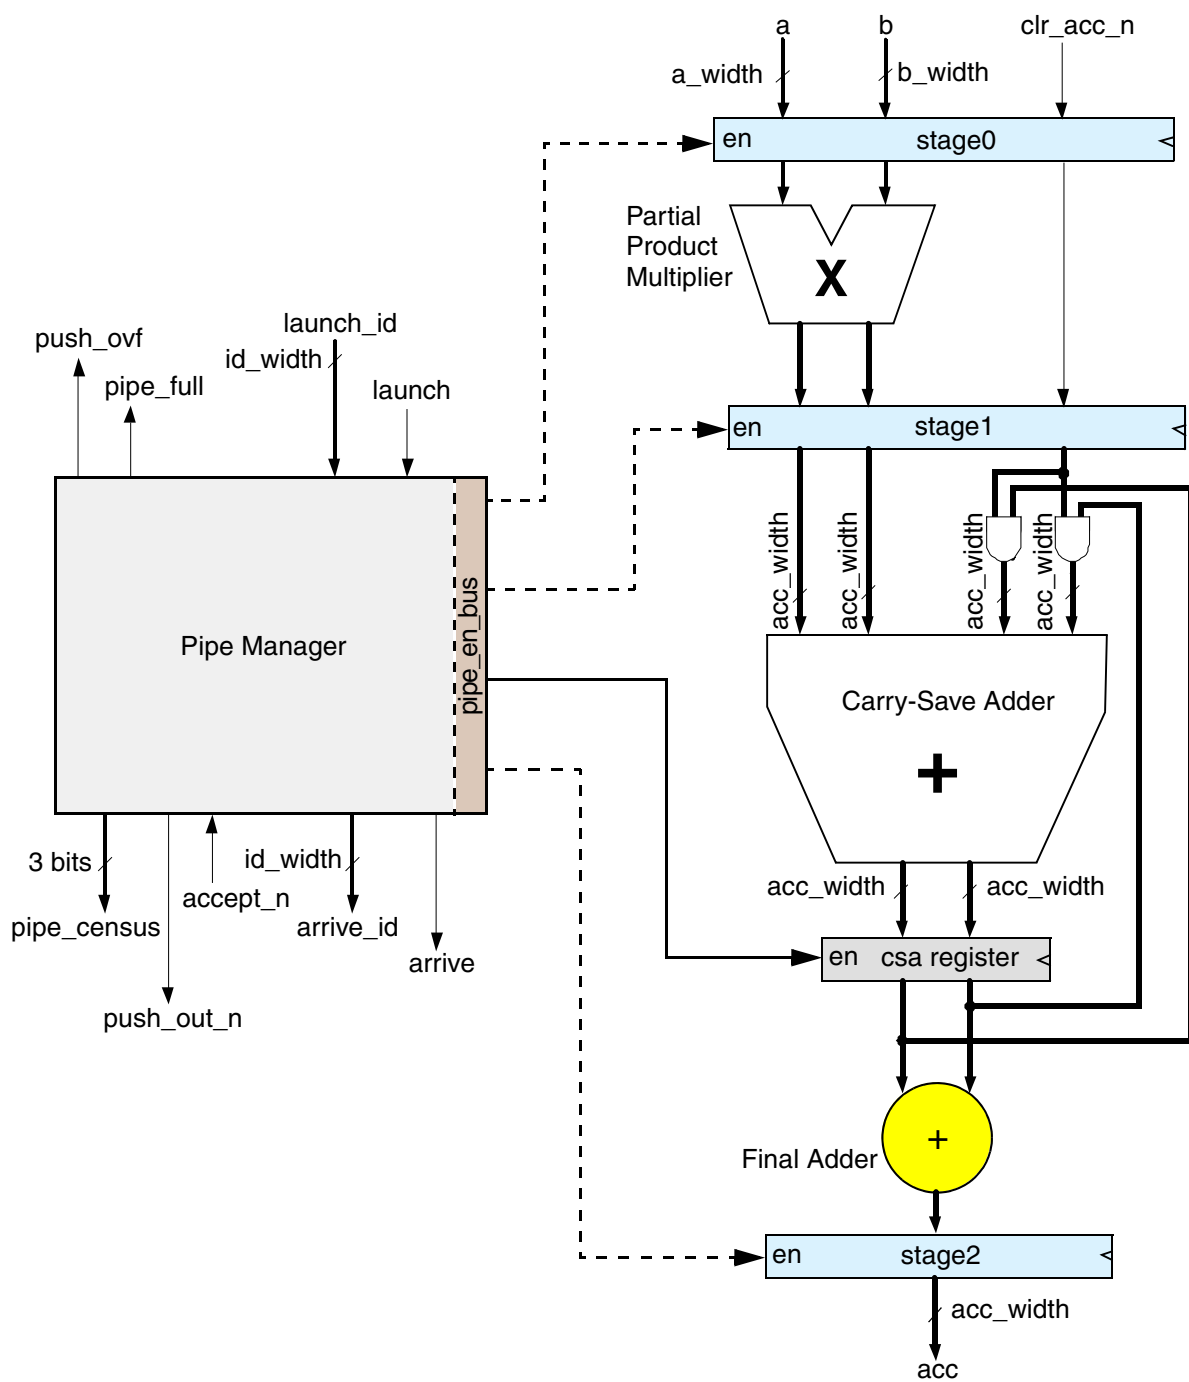 a
b
clr_acc_n
a_width
b_width
en
stage0
Partial
Product
Multiplier
X
push_ovf
pipe_full
launch_id
id_width
launch
en
stage1
acc_width
acc_width
acc_width
acc_width
Pipe Manager
pipe_en_bus
Carry-Save Adder
+
3 bits
id_width
accept_n
pipe_census
arrive_id
arrive
push_out_n
acc_width
acc_width
en
csa register
+
Final Adder
en
stage2
acc_width
acc